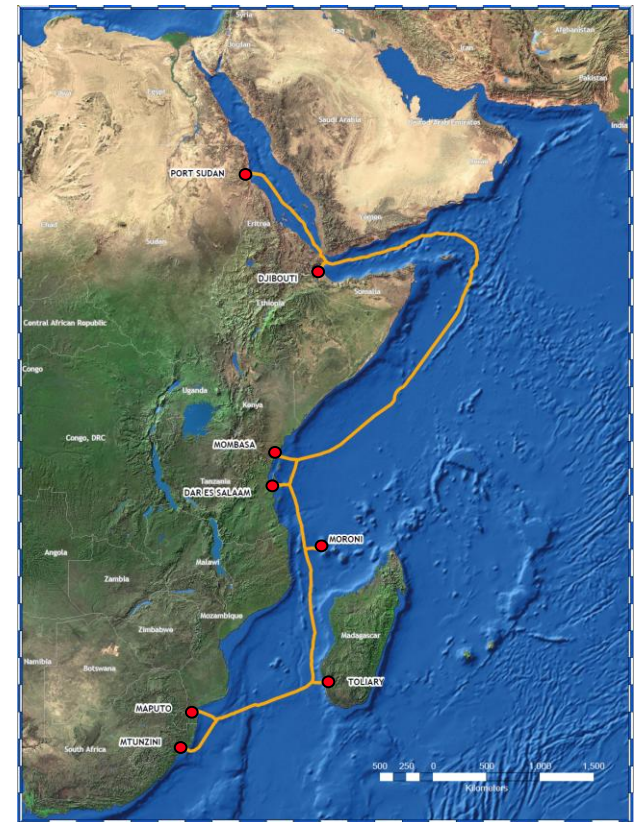 Syria
Iraq
Afghanistan
Jordan
Iran
Libya
Egypt
Pakistan
Saudi Arabia
United Arab Emirates
India
PORT SUDAN
Oman
Yemen
Eritrea
Chad
Sudan
DJIBOUTI
Somalia
Ethiopia
Central African Republic
Congo
Uganda
Kenya
Congo, DRC
MOMBASA
Tanzania
DAR ES SALAAM
MORONI
Angola
Malawi
Zambia
Mozambique
Zimbabwe
Madagascar
Namibia
Botswana
TOLIARY
MAPUTO
MTUNZINI
South Africa
500 250 0 500 1,000 1,500
Kilometers